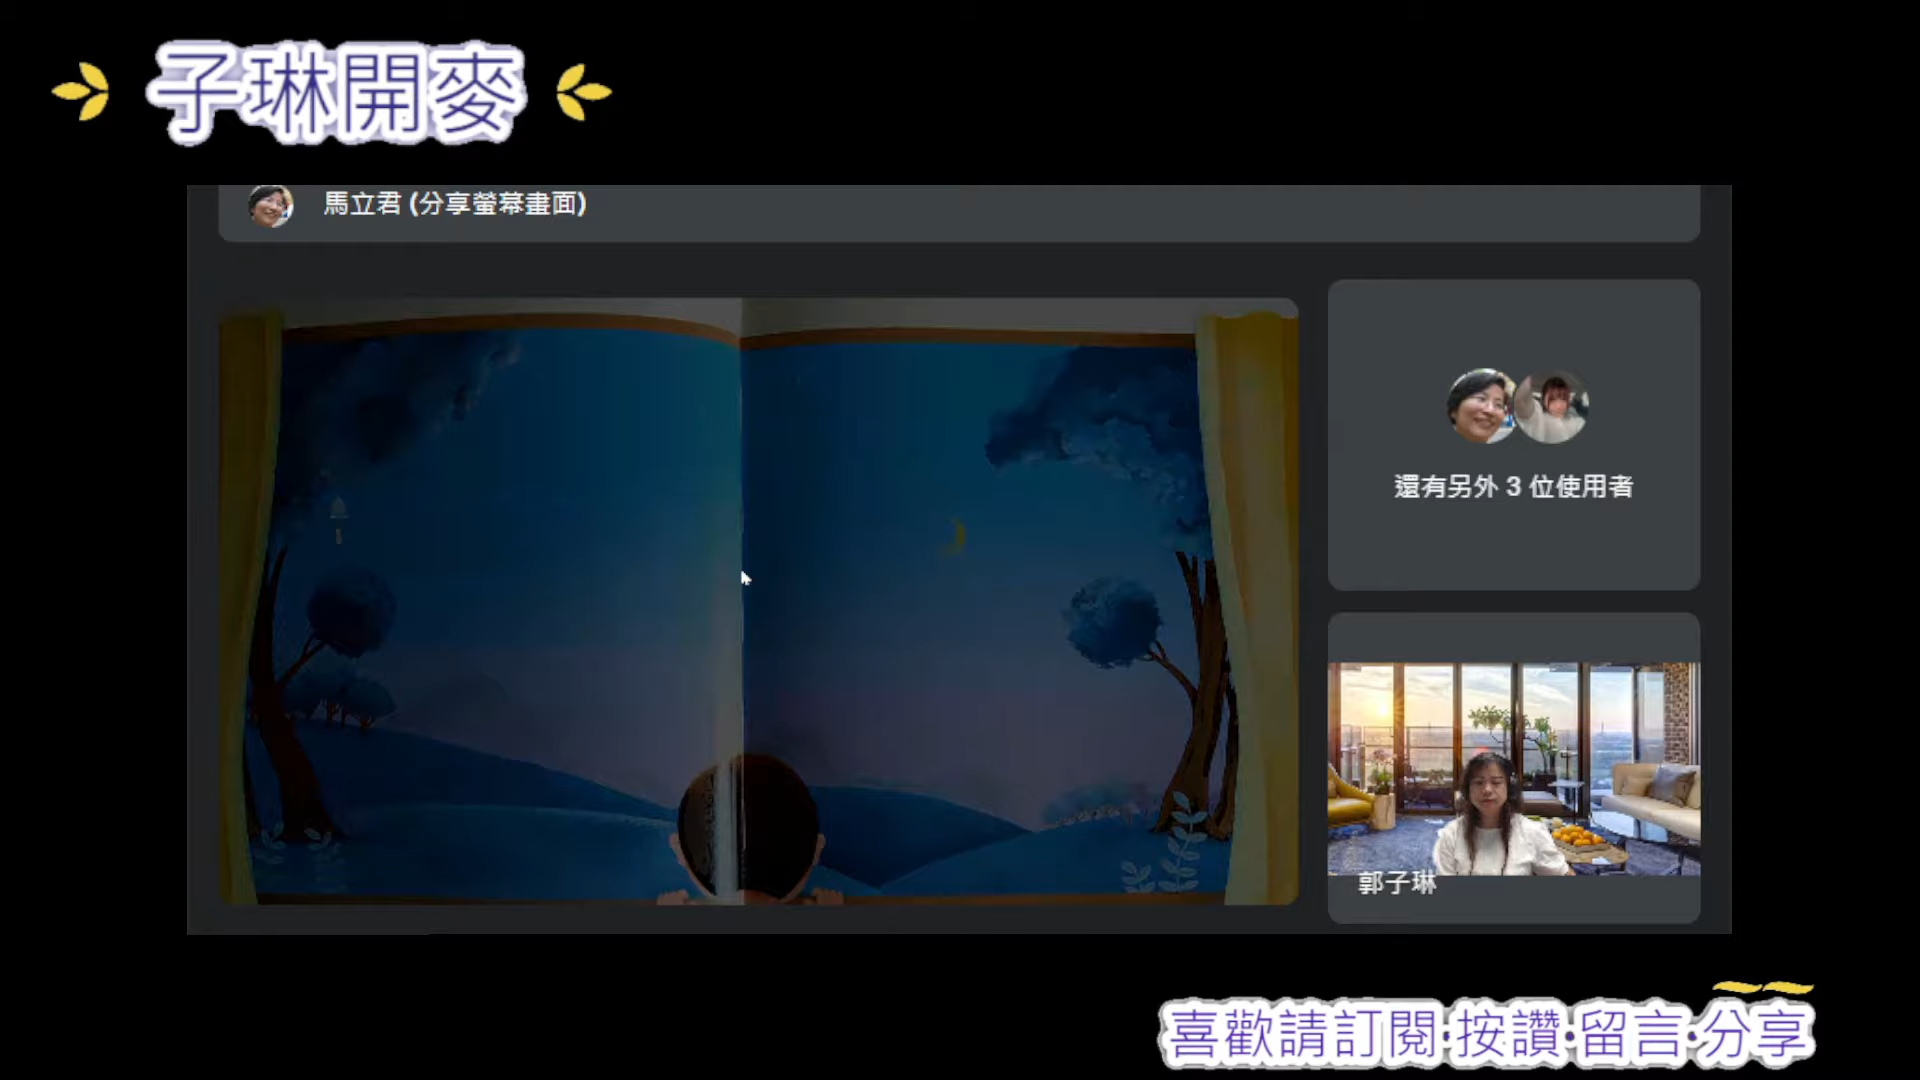 子琳開麥
馬立君 (分享螢幕畫面)
還有另外 3 位使用者
郭子琳
喜歡請訂閱·按讚·留言·分享